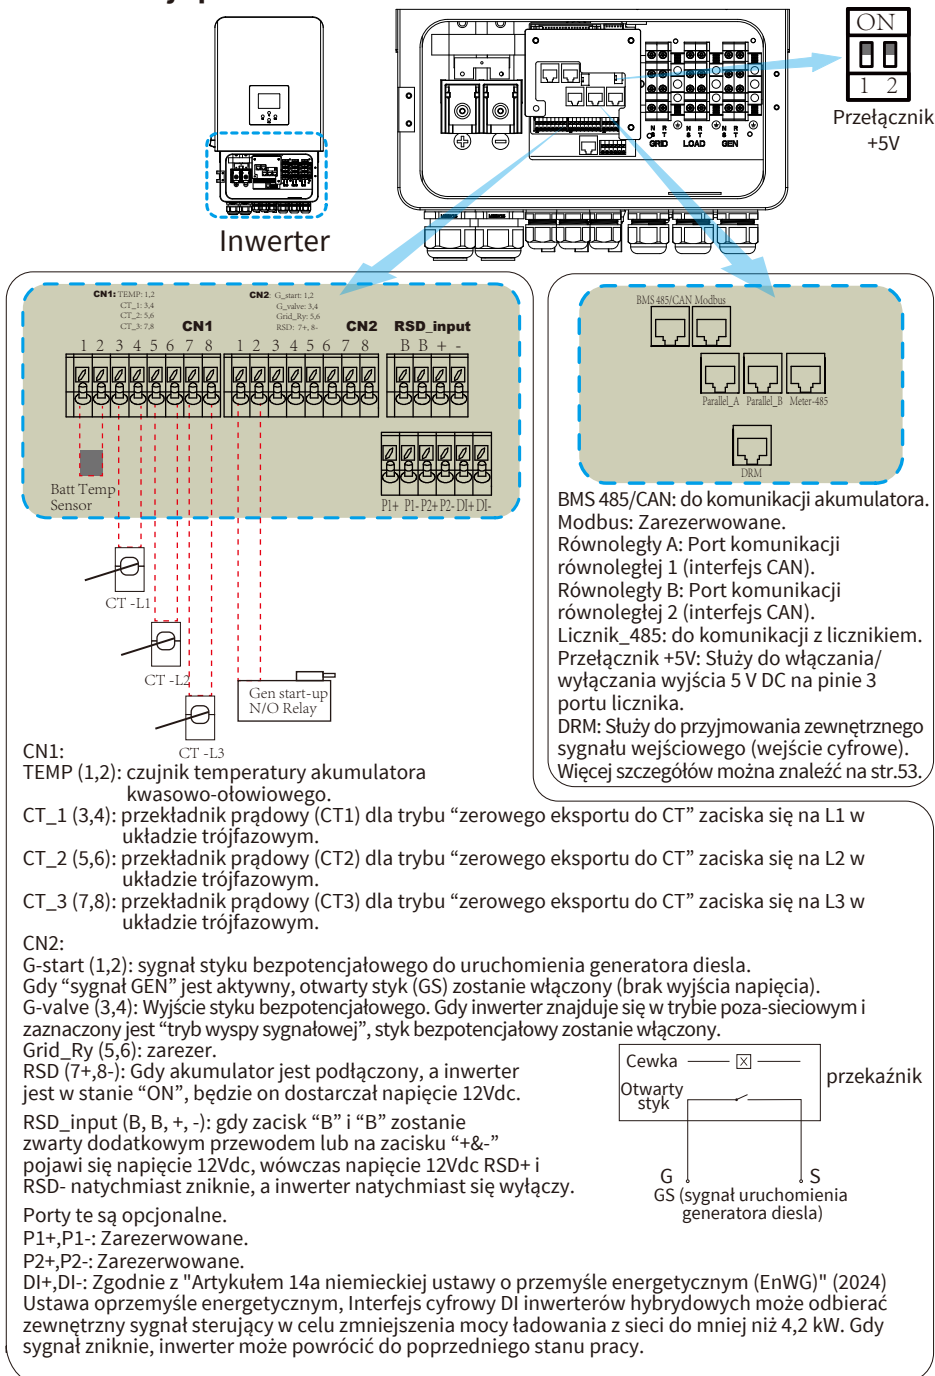 ON
1 2
Przełącznik
+5V
N R
S T
GRID
N R
S T
LOAD
N R
S T
GEN
Inwerter
CN1: TEMP: 1,2
CT_1: 3,4
CT_2: 5,6
CT_3: 7,8
CN1
CN2: G_start: 1,2
G_valve: 3,4
Grid_Ry: 5,6
RSD: 7+, 8-
CN2
RSD_input
1 2 3 4 5 6 7 8
1 2 3 4 5 6 7 8
B B + -
Batt Temp
Sensor
P1+ P1- P2+ P2- DI+ DI-
CT -L1
CT -L2
CT -L3
Gen start-up
N/O Relay
BMS 485/CAN Modbus
Parallel_A Parallel_B Meter-485
DRM
BMS 485/CAN: do komunikacji akumulatora.
Modbus: Zarezerwowane.
Równoległy A: Port komunikacji
równoległej 1 (interfejs CAN).
Równoległy B: Port komunikacji
równoległej 2 (interfejs CAN).
Licznik_485: do komunikacji z licznikiem.
Przełącznik +5V: Służy do włączania/
wyłączania wyjścia 5 V DC na pinie 3
portu licznika.
DRM: Służy do przyjmowania zewnętrznego
sygnału wejściowego (wejście cyfrowe).
Więcej szczegółów można znaleźć na str.53.
CN1:
TEMP (1,2): czujnik temperatury akumulatora
kwasowo-ołowiowego.
CT_1 (3,4): przekładnik prądowy (CT1) dla trybu “zerowego eksportu do CT” zaciska się na L1 w
układzie trójfazowym.
CT_2 (5,6): przekładnik prądowy (CT2) dla trybu “zerowego eksportu do CT” zaciska się na L2 w
układzie trójfazowym.
CT_3 (7,8): przekładnik prądowy (CT3) dla trybu “zerowego eksportu do CT” zaciska się na L3 w
układzie trójfazowym.
CN2:
G-start (1,2): sygnał styku bezpotencjałowego do uruchomienia generatora diesla.
Gdy “sygnał GEN” jest aktywny, otwarty styk (GS) zostanie włączony (brak wyjścia napięcia).
G-valve (3,4): Wyjście styku bezpotencjałowego. Gdy inwerter znajduje się w trybie poza-sieciowym i
zaznaczony jest “tryb wyspy sygnałowej”, styk bezpotencjałowy zostanie włączony.
Grid_Ry (5,6): zarezer.
RSD (7+,8-): Gdy akumulator jest podłączony, a inwerter
jest w stanie “ON”, będzie on dostarczał napięcie 12Vdc.
RSD_input (B, B, +, -): gdy zacisk “B” i “B” zostanie
zwarty dodatkowym przewodem lub na zacisku “+&-”
pojawi się napięcie 12Vdc, wówczas napięcie 12Vdc RSD+ i
RSD- natychmiast zniknie, a inwerter natychmiast się wyłączy.
Cewka
Otwarty
styk
przekaźnik
G S
GS (sygnał uruchomienia
generatora diesla)
Porty te są opcjonalne.
P1+,P1-: Zarezerwowane.
P2+,P2-: Zarezerwowane.
DI+,DI-: Zgodnie z "Artykułem 14a niemieckiej ustawy o przemyśle energetycznym (EnWG)" (2024)
Ustawa oprzemyśle energetycznym, Interfejs cyfrowy DI inwerterów hybrydowych może odbierać
zewnętrzny sygnał sterujący w celu zmniejszenia mocy ładowania z sieci do mniej niż 4,2 kW. Gdy
sygnał zniknie, inwerter może powrócić do poprzedniego stanu pracy.